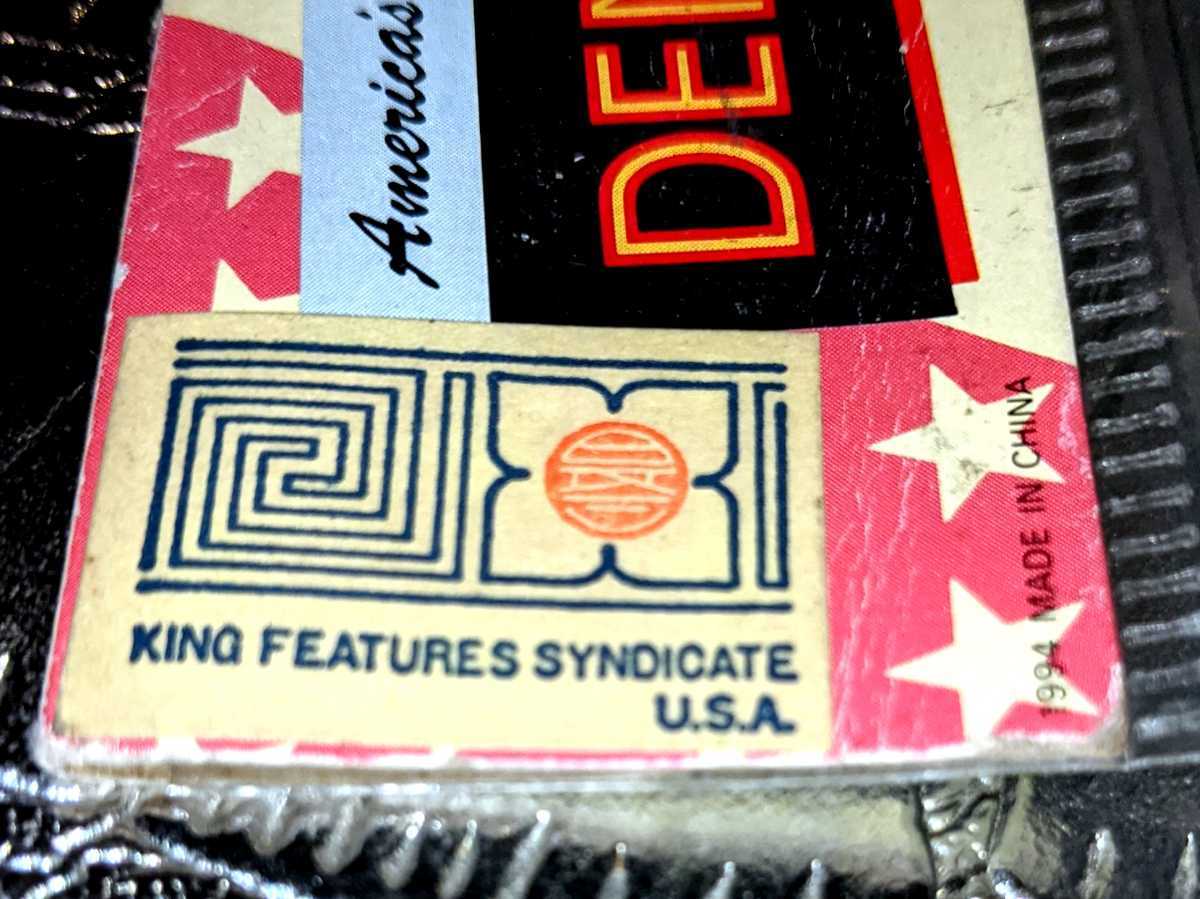 America's
DEN
KING FEATURES SYNDICATE
U.S.A.
1994 MADE IN CHINA